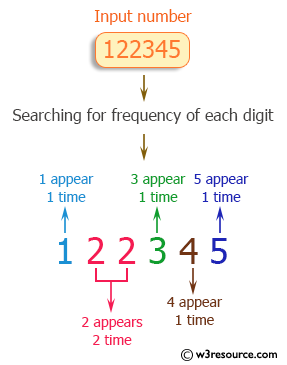 Input number
122345
Searching for frequency of each digit
1 appear
1 time
3 appear
1 time
5 appear
1 time
1 2 2 3 4 5
2 appears
2 time
4 appear
1 time
© w3resource.com